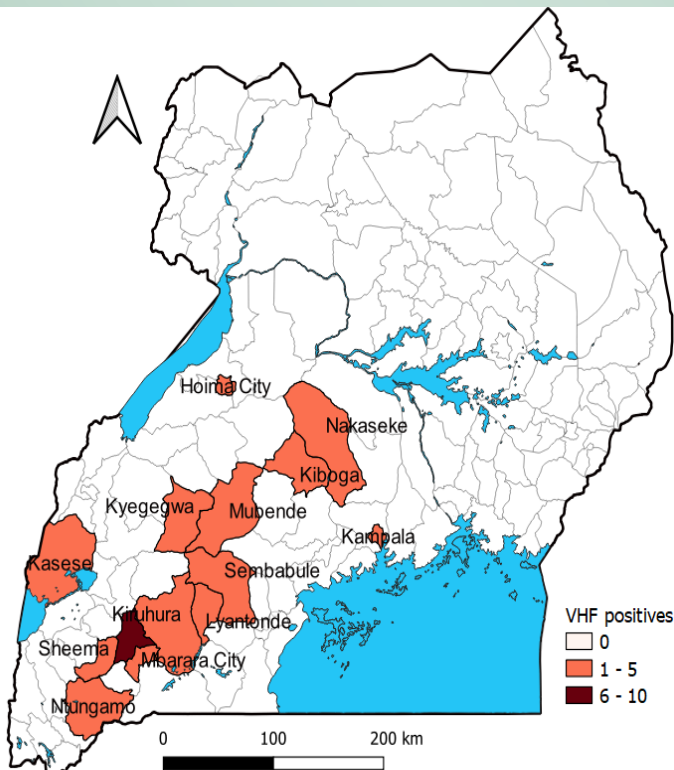 Hoima City
Nakaseke
Kiboga
Kyegegwa
Mubende
Kampala
Kasese
Sembabule
Kiruhura
Lyantonde
Sheema
Mbarara City
Ntungamo
VHF positives
0
1 - 5
6 - 10
0 100 200 km